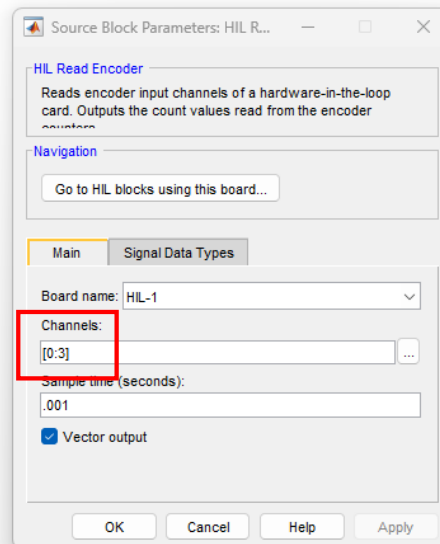 Source Block Parameters: HIL R...
HIL Read Encoder
Reads encoder input channels of a hardware-in-the-loop
card. Outputs the count values read from the encoder
counters.
Navigation
Go to HIL blocks using this board...
Main
Signal Data Types
Board name: HIL-1
Channels:
[0:3]
...
Sample time (seconds):
.001
Vector output
OK
Cancel
Help
Apply